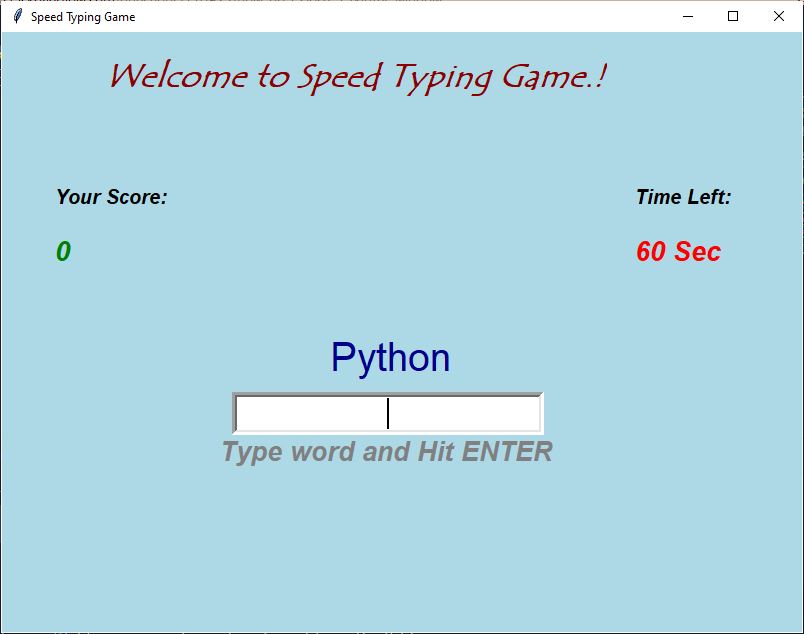 Speed Typing Game
Welcome to Speed Typing Game.!
Your Score:
Time Left:
0
60 Sec
Python
Type word and Hit ENTER